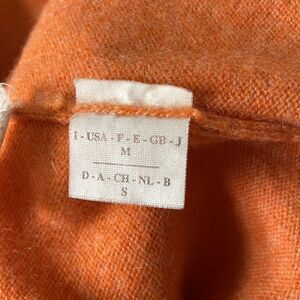 I - USA - F - E - GB - J
M
D - A - CH - NL - B
S